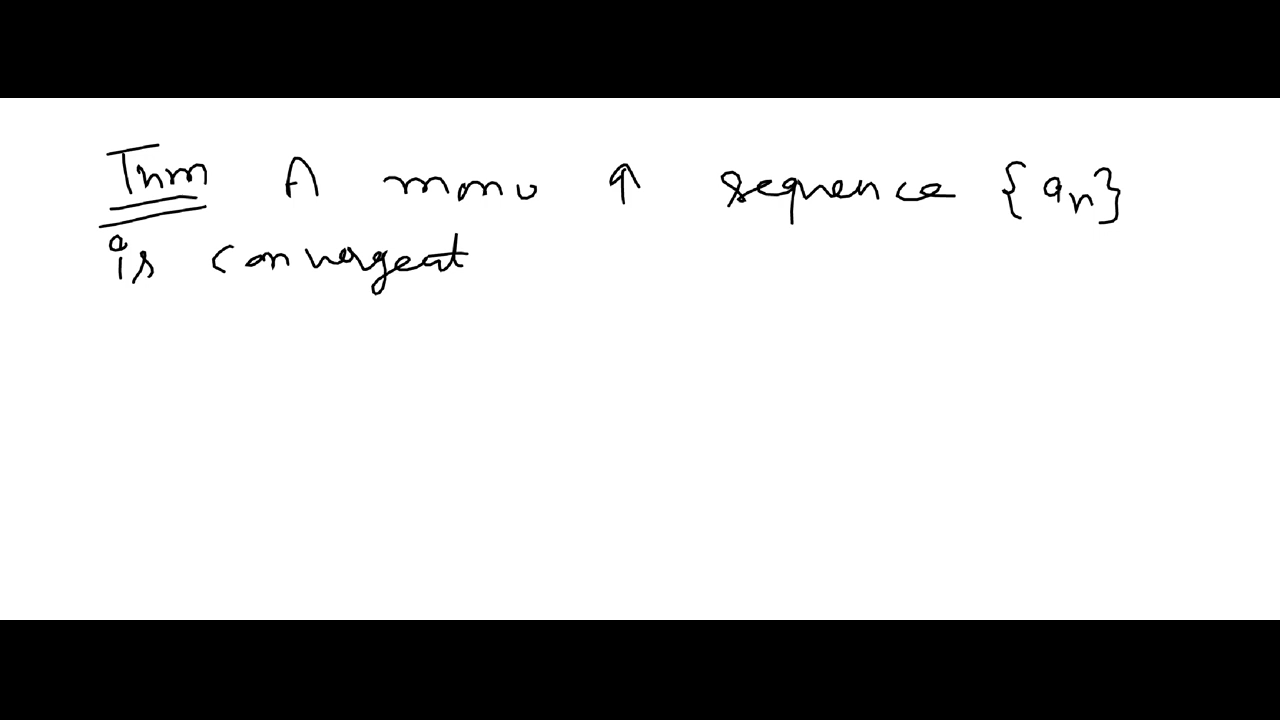 Thm A mono ↑ sequence {an}
is convergent